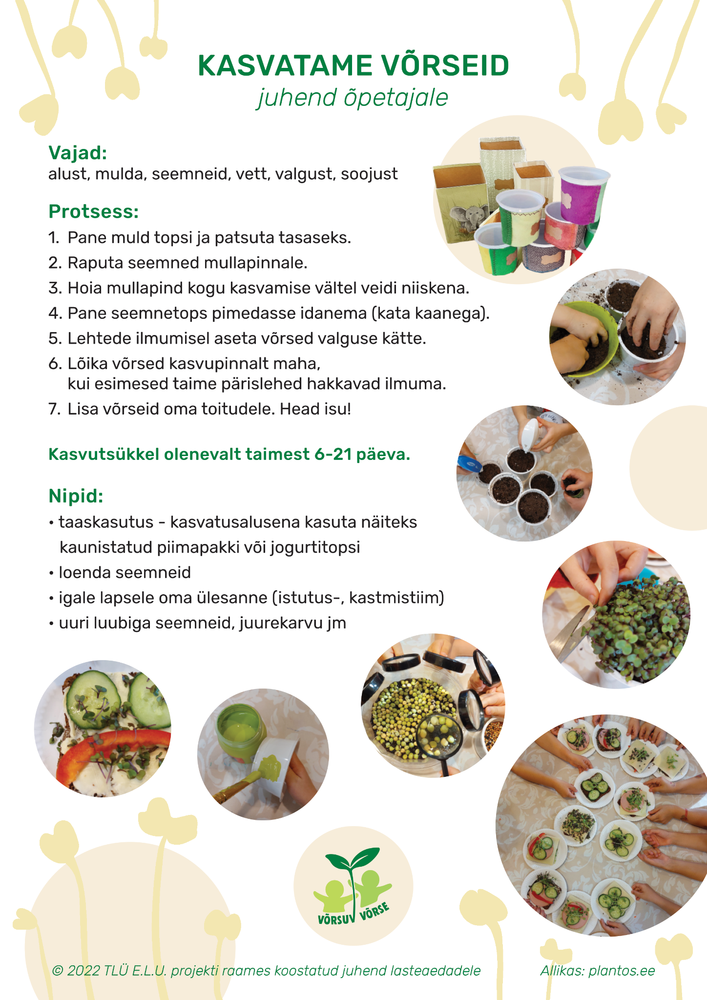 KASVATAME VÕRSEID
juhend õpetajale
Vajad:
alust, mulda, seemneid, vett, valgust, soojust
Protsess:
1. Pane muld topsi ja patsuta tasaseks.
2. Raputa seemned mullapinnale.
3. Hoia mullapind kogu kasvamise vältel veidi niiskena.
4. Pane seemnetops pimedasse idanema (kata kaanega).
5. Lehtede ilmumisel aseta võrsed valguse kätte.
6. Lõika võrsed kasvupinnalt maha,
kui esimesed taime pärislehed hakkavad ilmuma.
7. Lisa võrseid oma toitudele. Head isu!
Kasvutsükkel olenevalt taimest 6-21 päeva.
Nipid:
• taaskasutus - kasvatusalusena kasuta näiteks
kaunistatud piimapakki või jogurtitopsi
• loenda seemneid
• igale lapsele oma ülesanne (istutus-, kastmistiim)
• uuri luubiga seemneid, juurekarvu jm
VÕRSUV VÕRSE
© 2022 TLÜ E.L.U. projekti raames koostatud juhend lasteaedadele
Allikas: plantos.ee